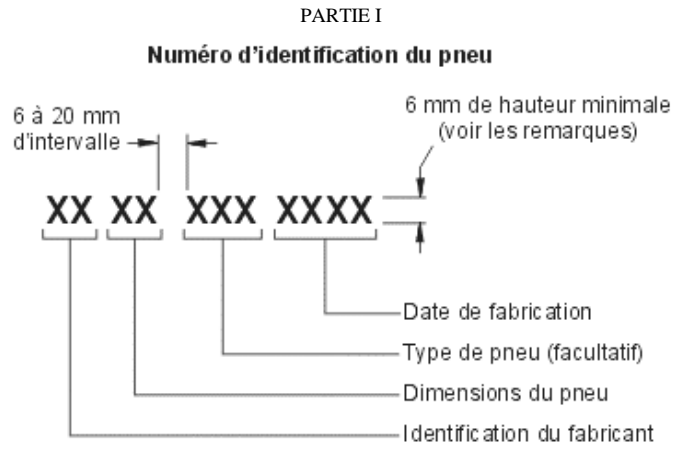 PARTIE I
Numéro d'identification du pneu
6 à 20 mm
d'intervalle
6 mm de hauteur minimale
(voir les remarques)
XX XX XXX XXXX
Date de fabrication
Type de pneu (facultatif)
Dimensions du pneu
Identification du fabricant